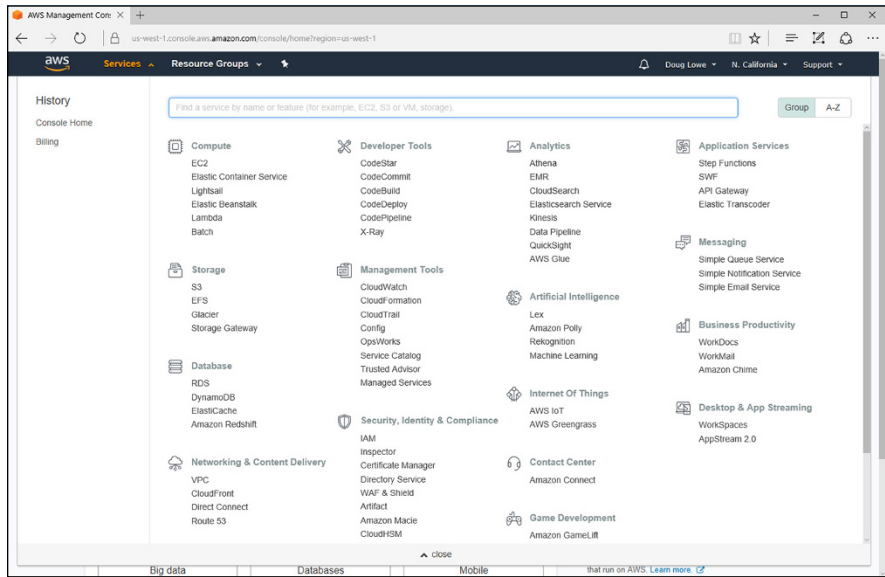 AWS Management Con
us-west-1.console.aws.amazon.com/console/home?region=us-west-1
aws
Services
Resource Groups
Doug Lowe
N. California
Support
History
Console Home
Billing
Find a service by name or feature (for example, EC2, S3 or VM, storage).
Group
A-Z
Compute
EC2
Elastic Container Service
Lightsail
Elastic Beanstalk
Lambda
Batch
Storage
S3
EFS
Glacier
Storage Gateway
Database
RDS
DynamoDB
ElastiCache
Amazon Redshift
Networking & Content Delivery
VPC
CloudFront
Direct Connect
Route 53
Developer Tools
CodeStar
CodeCommit
CodeBuild
CodeDeploy
CodePipeline
X-Ray
Management Tools
CloudWatch
CloudFormation
CloudTrail
Config
OpsWorks
Service Catalog
Trusted Advisor
Managed Services
Security, Identity & Compliance
IAM
Inspector
Certificate Manager
Directory Service
WAF & Shield
Artifact
Amazon Macie
CloudHSM
Analytics
Athena
EMR
CloudSearch
Elasticsearch Service
Kinesis
Data Pipeline
QuickSight
AWS Glue
Artificial Intelligence
Lex
Amazon Polly
Rekognition
Machine Learning
Internet Of Things
AWS IoT
AWS Greengrass
Contact Center
Amazon Connect
Game Development
Amazon GameLift
Application Services
Step Functions
SWF
API Gateway
Elastic Transcoder
Messaging
Simple Queue Service
Simple Notification Service
Simple Email Service
Business Productivity
WorkDocs
WorkMail
Amazon Chime
Desktop & App Streaming
WorkSpaces
AppStream 2.0
close
Big data
Databases
Mobile
that run on AWS. Learn more.